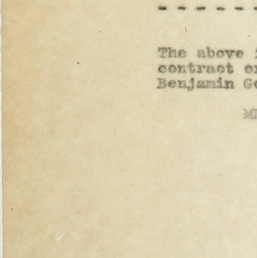 - - - - - -
The above
contract
Benjamin